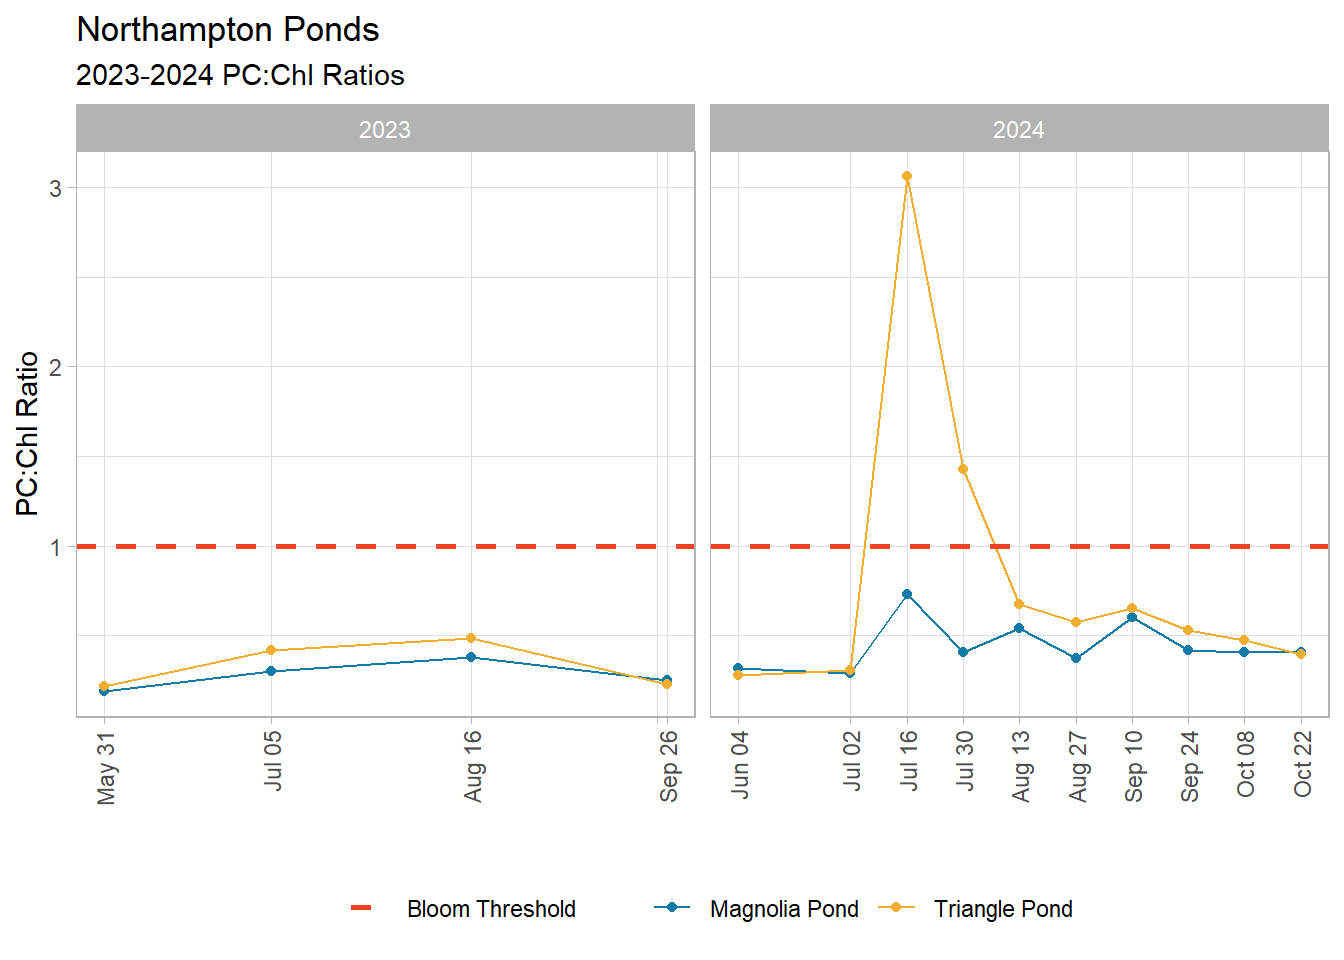 Northampton Ponds
2023-2024 PC:Chl Ratios
2023
2024
PC:Chl Ratio
3
2
1
May 31
Jul 05
Aug 16
Sep 26
Jun 04
Jul 02
Jul 16
Jul 30
Aug 13
Aug 27
Sep 10
Sep 24
Oct 08
Oct 22
Bloom Threshold
Magnolia Pond
Triangle Pond